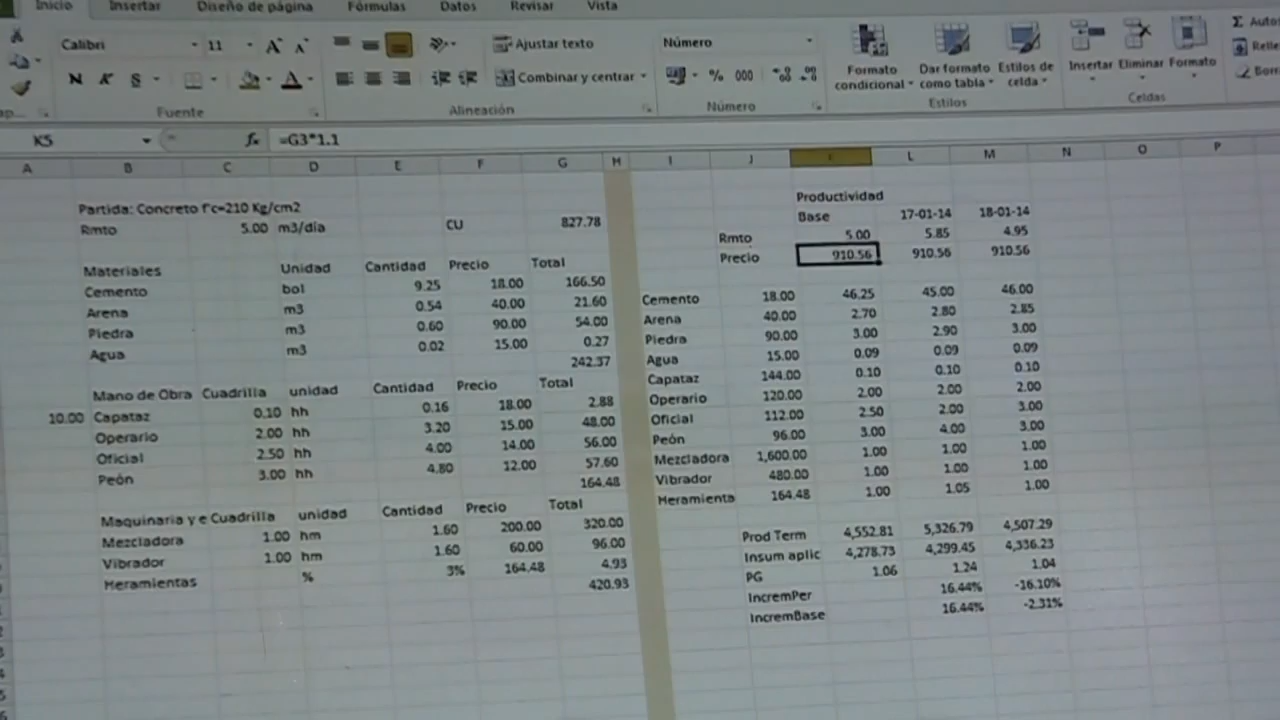 Inicio Insertar Diseño de página Fórmulas Datos Revisar Vista
Calibri 11 A A Ajustar texto Número
N K S A Combinar y centrar % 000 Formato condicional Dar formato como tabla Estilos de celda Insertar Eliminar Formato
Fuente Alineación Número Estilos Celdas
K5 fx =G3*1.1
A B C D E F G H I J K L M N O P
Partida: Concreto f'c=210 Kg/cm2 Productividad
Rmto 5.00 m3/día CU 827.78 Base 17-01-14 18-01-14
Rmto 5.00 5.85 4.95
Precio 910.56 910.56 910.56
Materiales Unidad Cantidad Precio Total
Cemento bol 9.25 18.00 166.50 Cemento 18.00 46.25 45.00 46.00
Arena m3 0.54 40.00 21.60 Arena 40.00 2.70 2.80 2.85
Piedra m3 0.60 90.00 54.00 Piedra 90.00 3.00 2.90 3.00
Agua m3 0.02 15.00 0.27 Agua 15.00 0.09 0.09 0.09
242.37 Capataz 144.00 0.10 0.10 0.10
Mano de Obra Cuadrilla unidad Cantidad Precio Total Operario 120.00 2.00 2.00 2.00
10.00 Capataz 0.10 hh 0.16 18.00 2.88 Oficial 112.00 2.50 2.00 3.00
Operario 2.00 hh 3.20 15.00 48.00 Peón 96.00 3.00 4.00 3.00
Oficial 2.50 hh 4.00 14.00 56.00 Mezcladora 1,600.00 1.00 1.00 1.00
Peón 3.00 hh 4.80 12.00 57.60 Vibrador 480.00 1.00 1.00 1.00
164.48 Heramienta 164.48 1.00 1.05 1.00
Maquinaria y e Cuadrilla unidad Cantidad Precio Total
Mezcladora 1.00 hm 1.60 200.00 320.00 Prod Term 4,552.81 5,326.79 4,507.29
Vibrador 1.00 hm 1.60 60.00 96.00 Insum aplic 4,278.73 4,299.45 4,336.23
Heramientas % 3% 164.48 4.93 PG 1.06 1.24 1.04
420.93 IncremPer 16.44% -16.10%
IncremBase 16.44% -2.31%